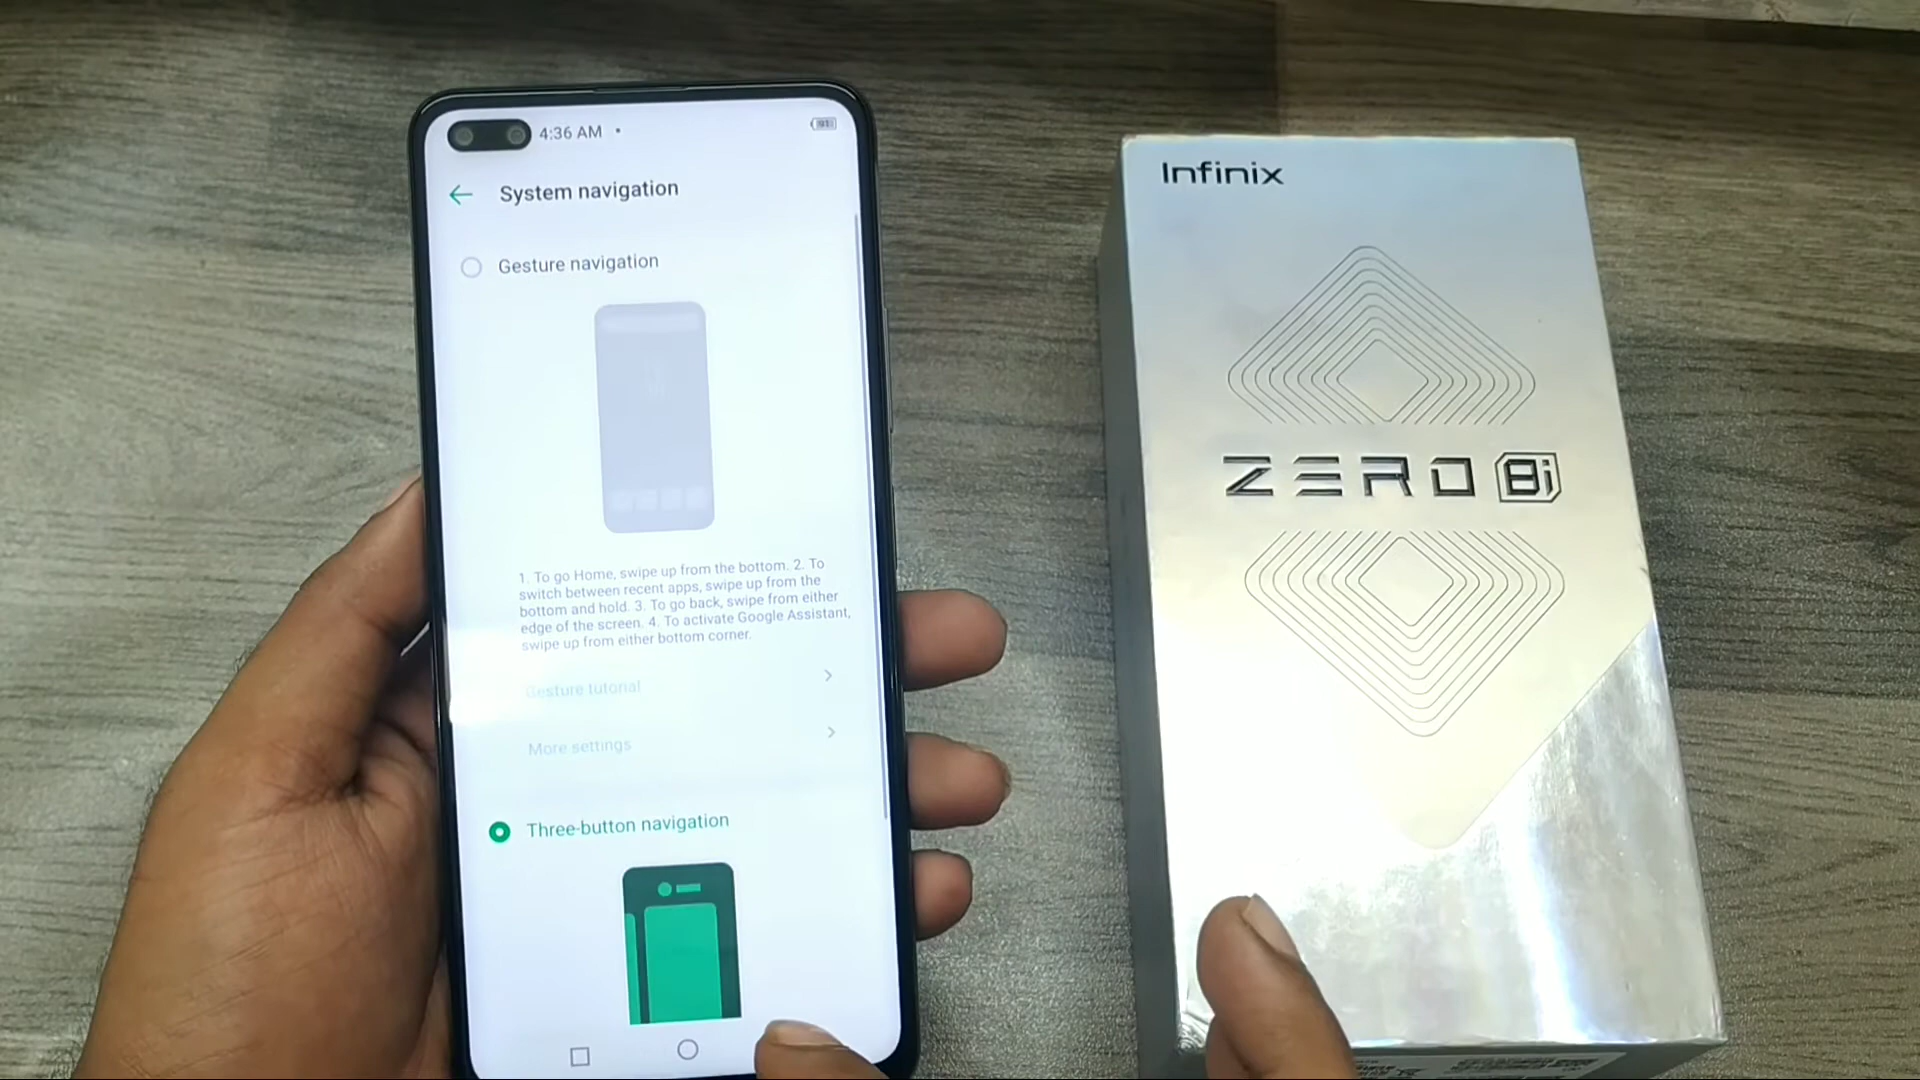 4:36 AM
System navigation
Gesture navigation
1. To go Home, swipe up from the bottom. 2. To
switch between recent apps, swipe up from the
bottom and hold. 3. To go back, swipe from either
edge of the screen. 4. To activate Google Assistant,
swipe up from either bottom corner.
Gesture tutorial
More settings
Three-button navigation
Infinix
ZERO 8i